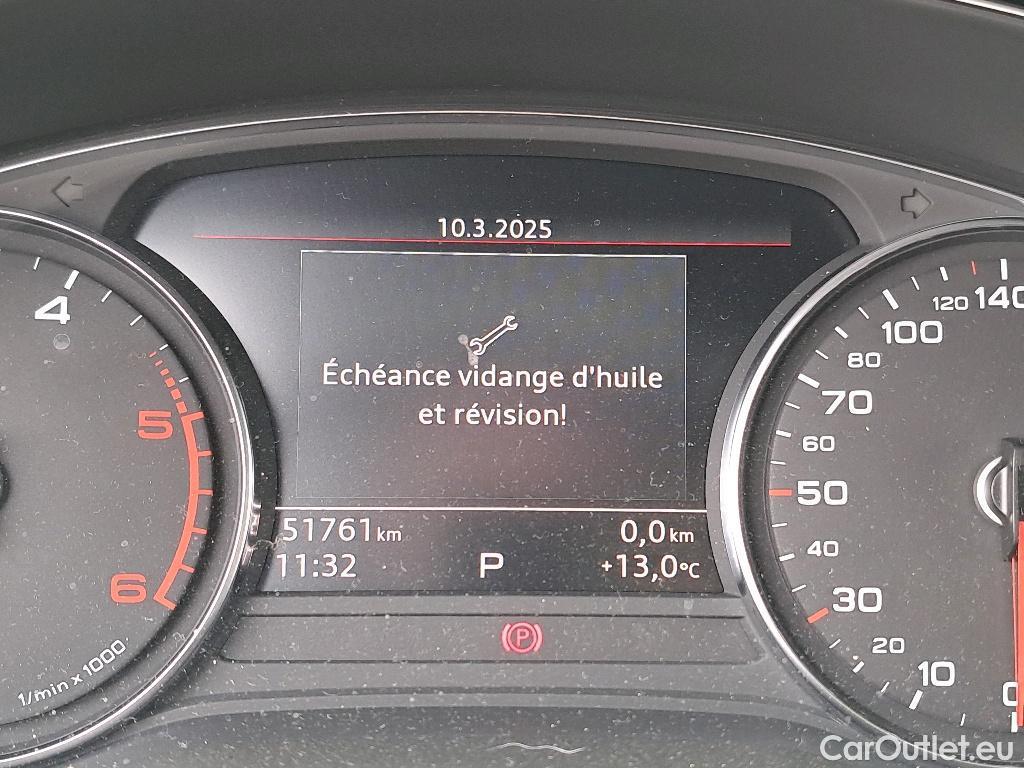 10.3.2025
Échéance vidange d'huile
et révision!
51761 km 0,0 km
11:32 P +13,0°C
P
4
5
6
1/min x 1000
140
120
100
80
70
60
50
40
30
20
10
0
CarOutlet.eu